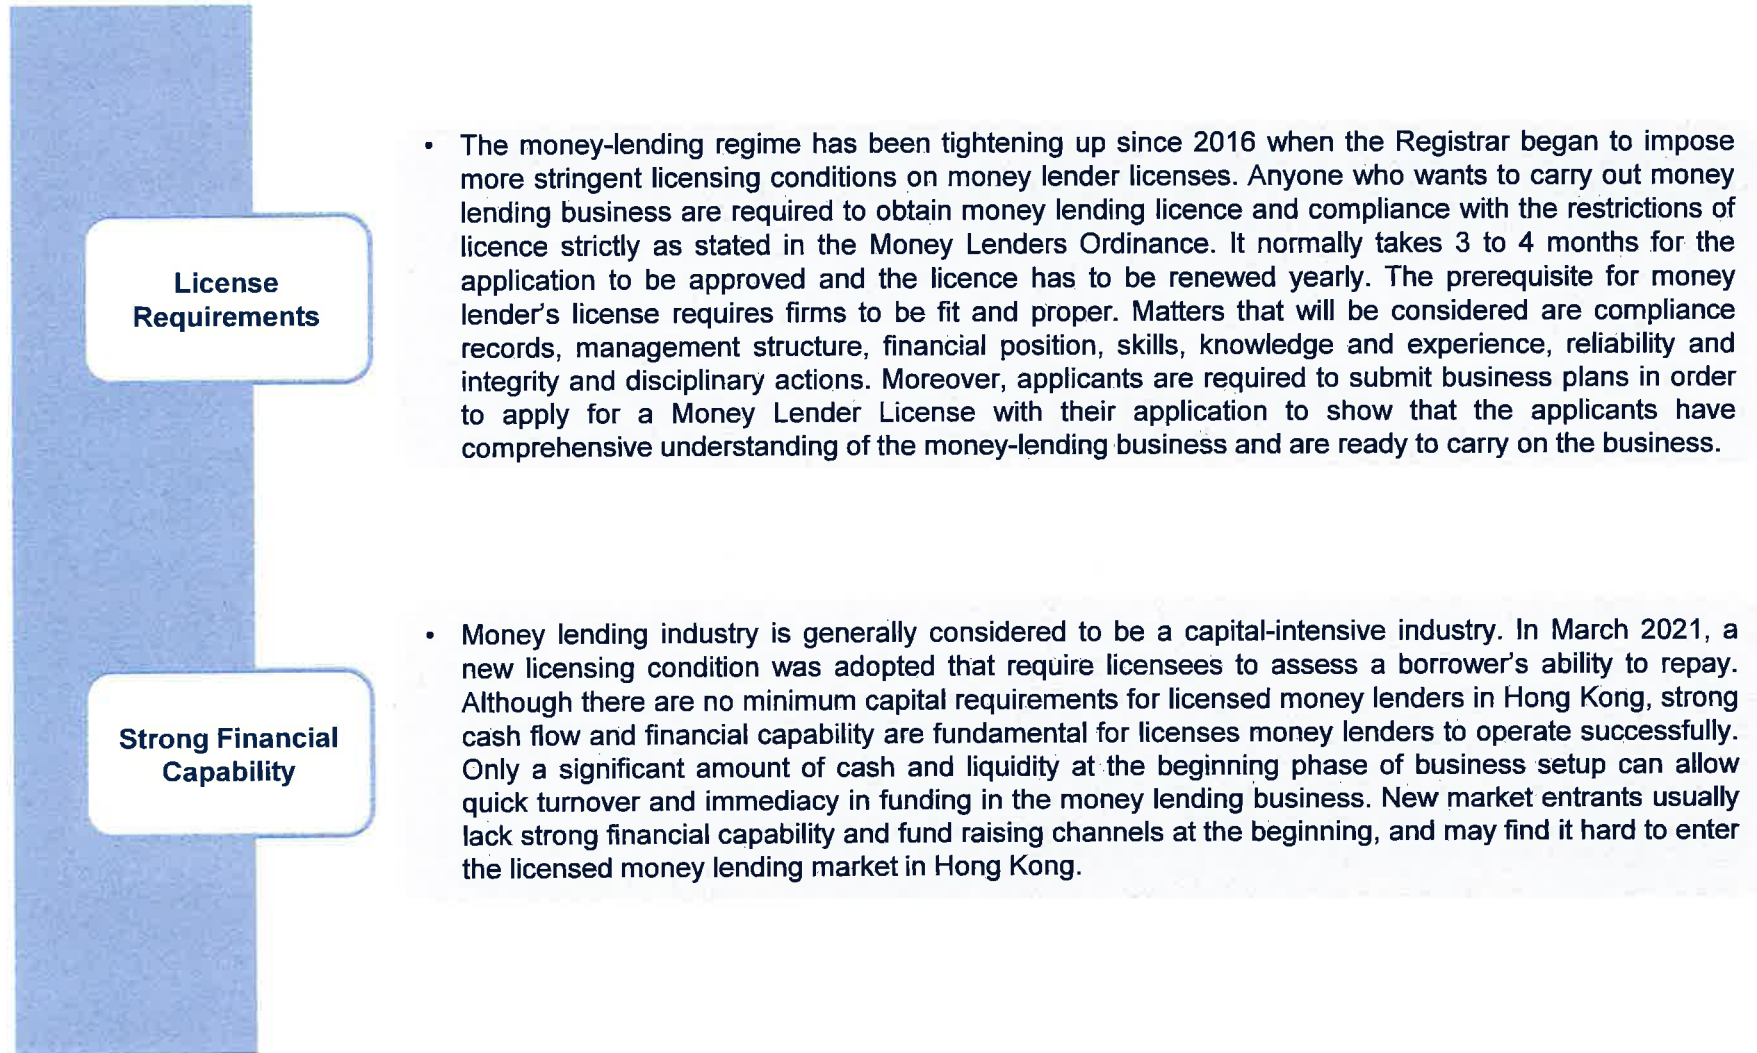 License
Requirements
• The money-lending regime has been tightening up since 2016 when the Registrar began to impose
more stringent licensing conditions on money lender licenses. Anyone who wants to carry out money
lending business are required to obtain money lending licence and compliance with the restrictions of
licence strictly as stated in the Money Lenders Ordinance. It normally takes 3 to 4 months for the
application to be approved and the licence has to be renewed yearly. The prerequisite for money
lender's license requires firms to be fit and proper. Matters that will be considered are compliance
records, management structure, financial position, skills, knowledge and experience, reliability and
integrity and disciplinary actions. Moreover, applicants are required to submit business plans in order
to apply for a Money Lender License with their application to show that the applicants have
comprehensive understanding of the money-lending business and are ready to carry on the business.
Strong Financial
Capability
• Money lending industry is generally considered to be a capital-intensive industry. In March 2021, a
new licensing condition was adopted that require licensees to assess a borrower's ability to repay.
Although there are no minimum capital requirements for licensed money lenders in Hong Kong, strong
cash flow and financial capability are fundamental for licenses money lenders to operate successfully.
Only a significant amount of cash and liquidity at the beginning phase of business setup can allow
quick turnover and immediacy in funding in the money lending business. New market entrants usually
lack strong financial capability and fund raising channels at the beginning, and may find it hard to enter
the licensed money lending market in Hong Kong.